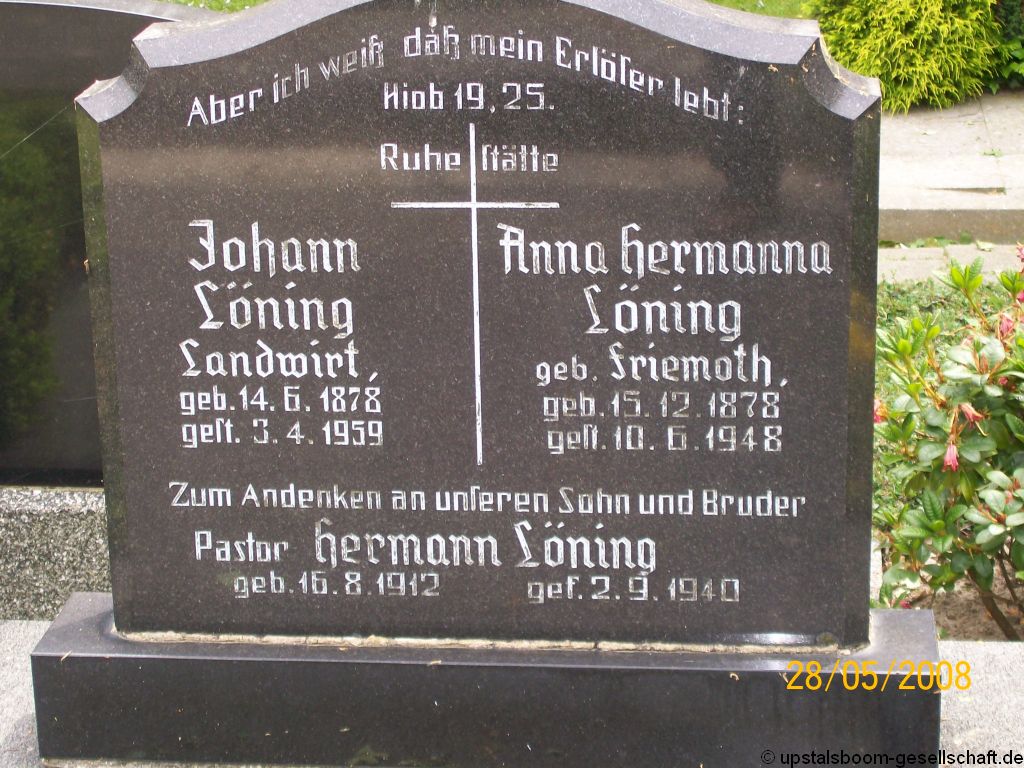 Aber ich weiß daß mein Erlöſer lebt:
Hiob 19, 25.
Ruhe ſtätte
Johann
Löning
Landwirt,
geb. 14. 6. 1878
geſt. 3. 4. 1959
Anna Hermanna
Löning
geb. Friemoth,
geb. 15. 12. 1878
geſt. 10. 6. 1948
Zum Andenken an unſeren Sohn und Bruder
Pastor Hermann Löning
geb. 16. 8. 1912 gef. 2. 9. 1940
28/05/2008
© upstalsboom-gesellschaft.de